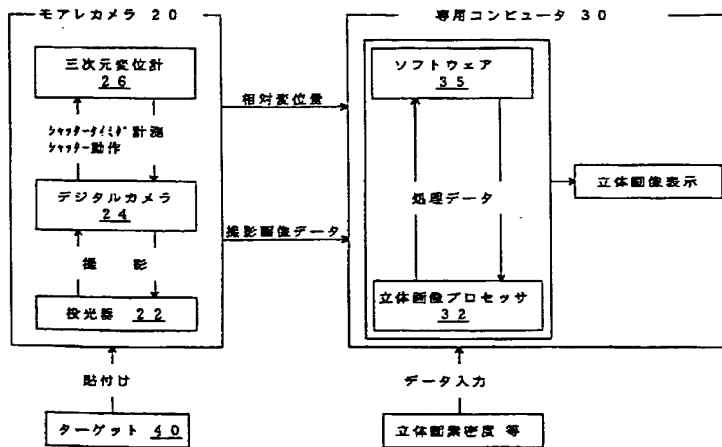 モアレカメラ 20
三次元変位計
26
シャッタータイミング 計測
シャッター動作
デジタルカメラ
24
撮 影
投光器 22
貼付け
ターゲット 40
相対変位量
撮影画像データ
専用コンピュータ 30
ソフトウェア
35
処理データ
立体画像プロセッサ
32
データ入力
立体画素密度 等
立体画像表示